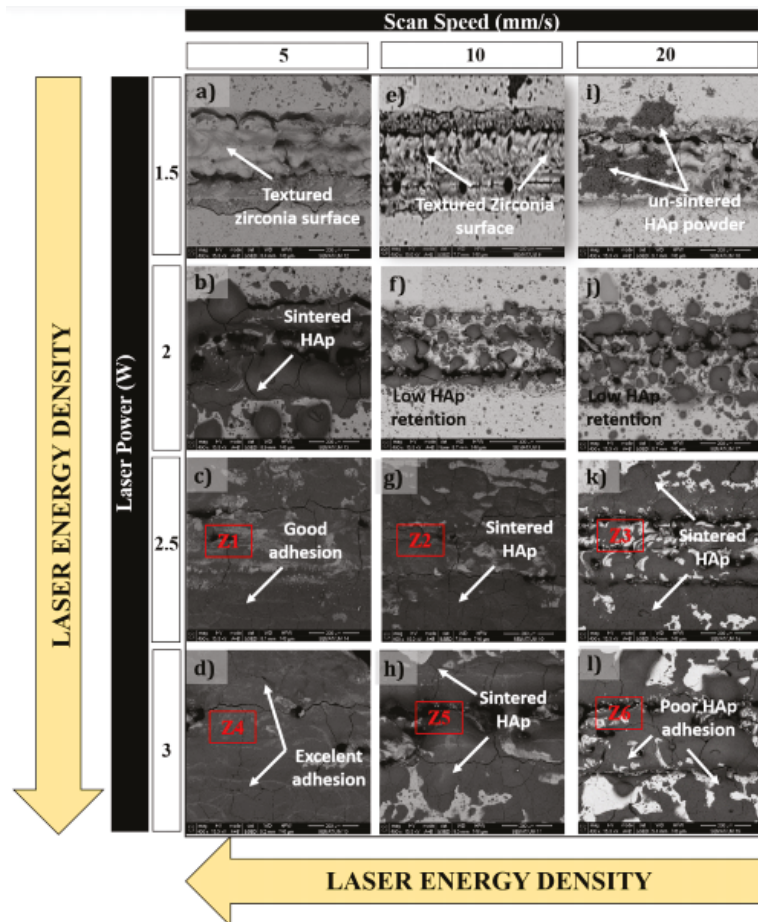 Scan Speed (mm/s)
5
10
20
LASER ENERGY DENSITY
Laser Power (W)
1.5
a)
Textured
zirconia surface
e)
Textured Zirconia
surface
i)
un-sintered
HAp powder
2
b)
Sintered
HAp
f)
Low HAp
retention
j)
Low HAp
retention
2.5
c)
Z1
Good
adhesion
g)
Z2
Sintered
HAp
k)
Z3
Sintered
HAp
3
d)
Z4
Excelent
adhesion
h)
Z5
Sintered
HAp
l)
Z6
Poor HAp
adhesion
LASER ENERGY DENSITY